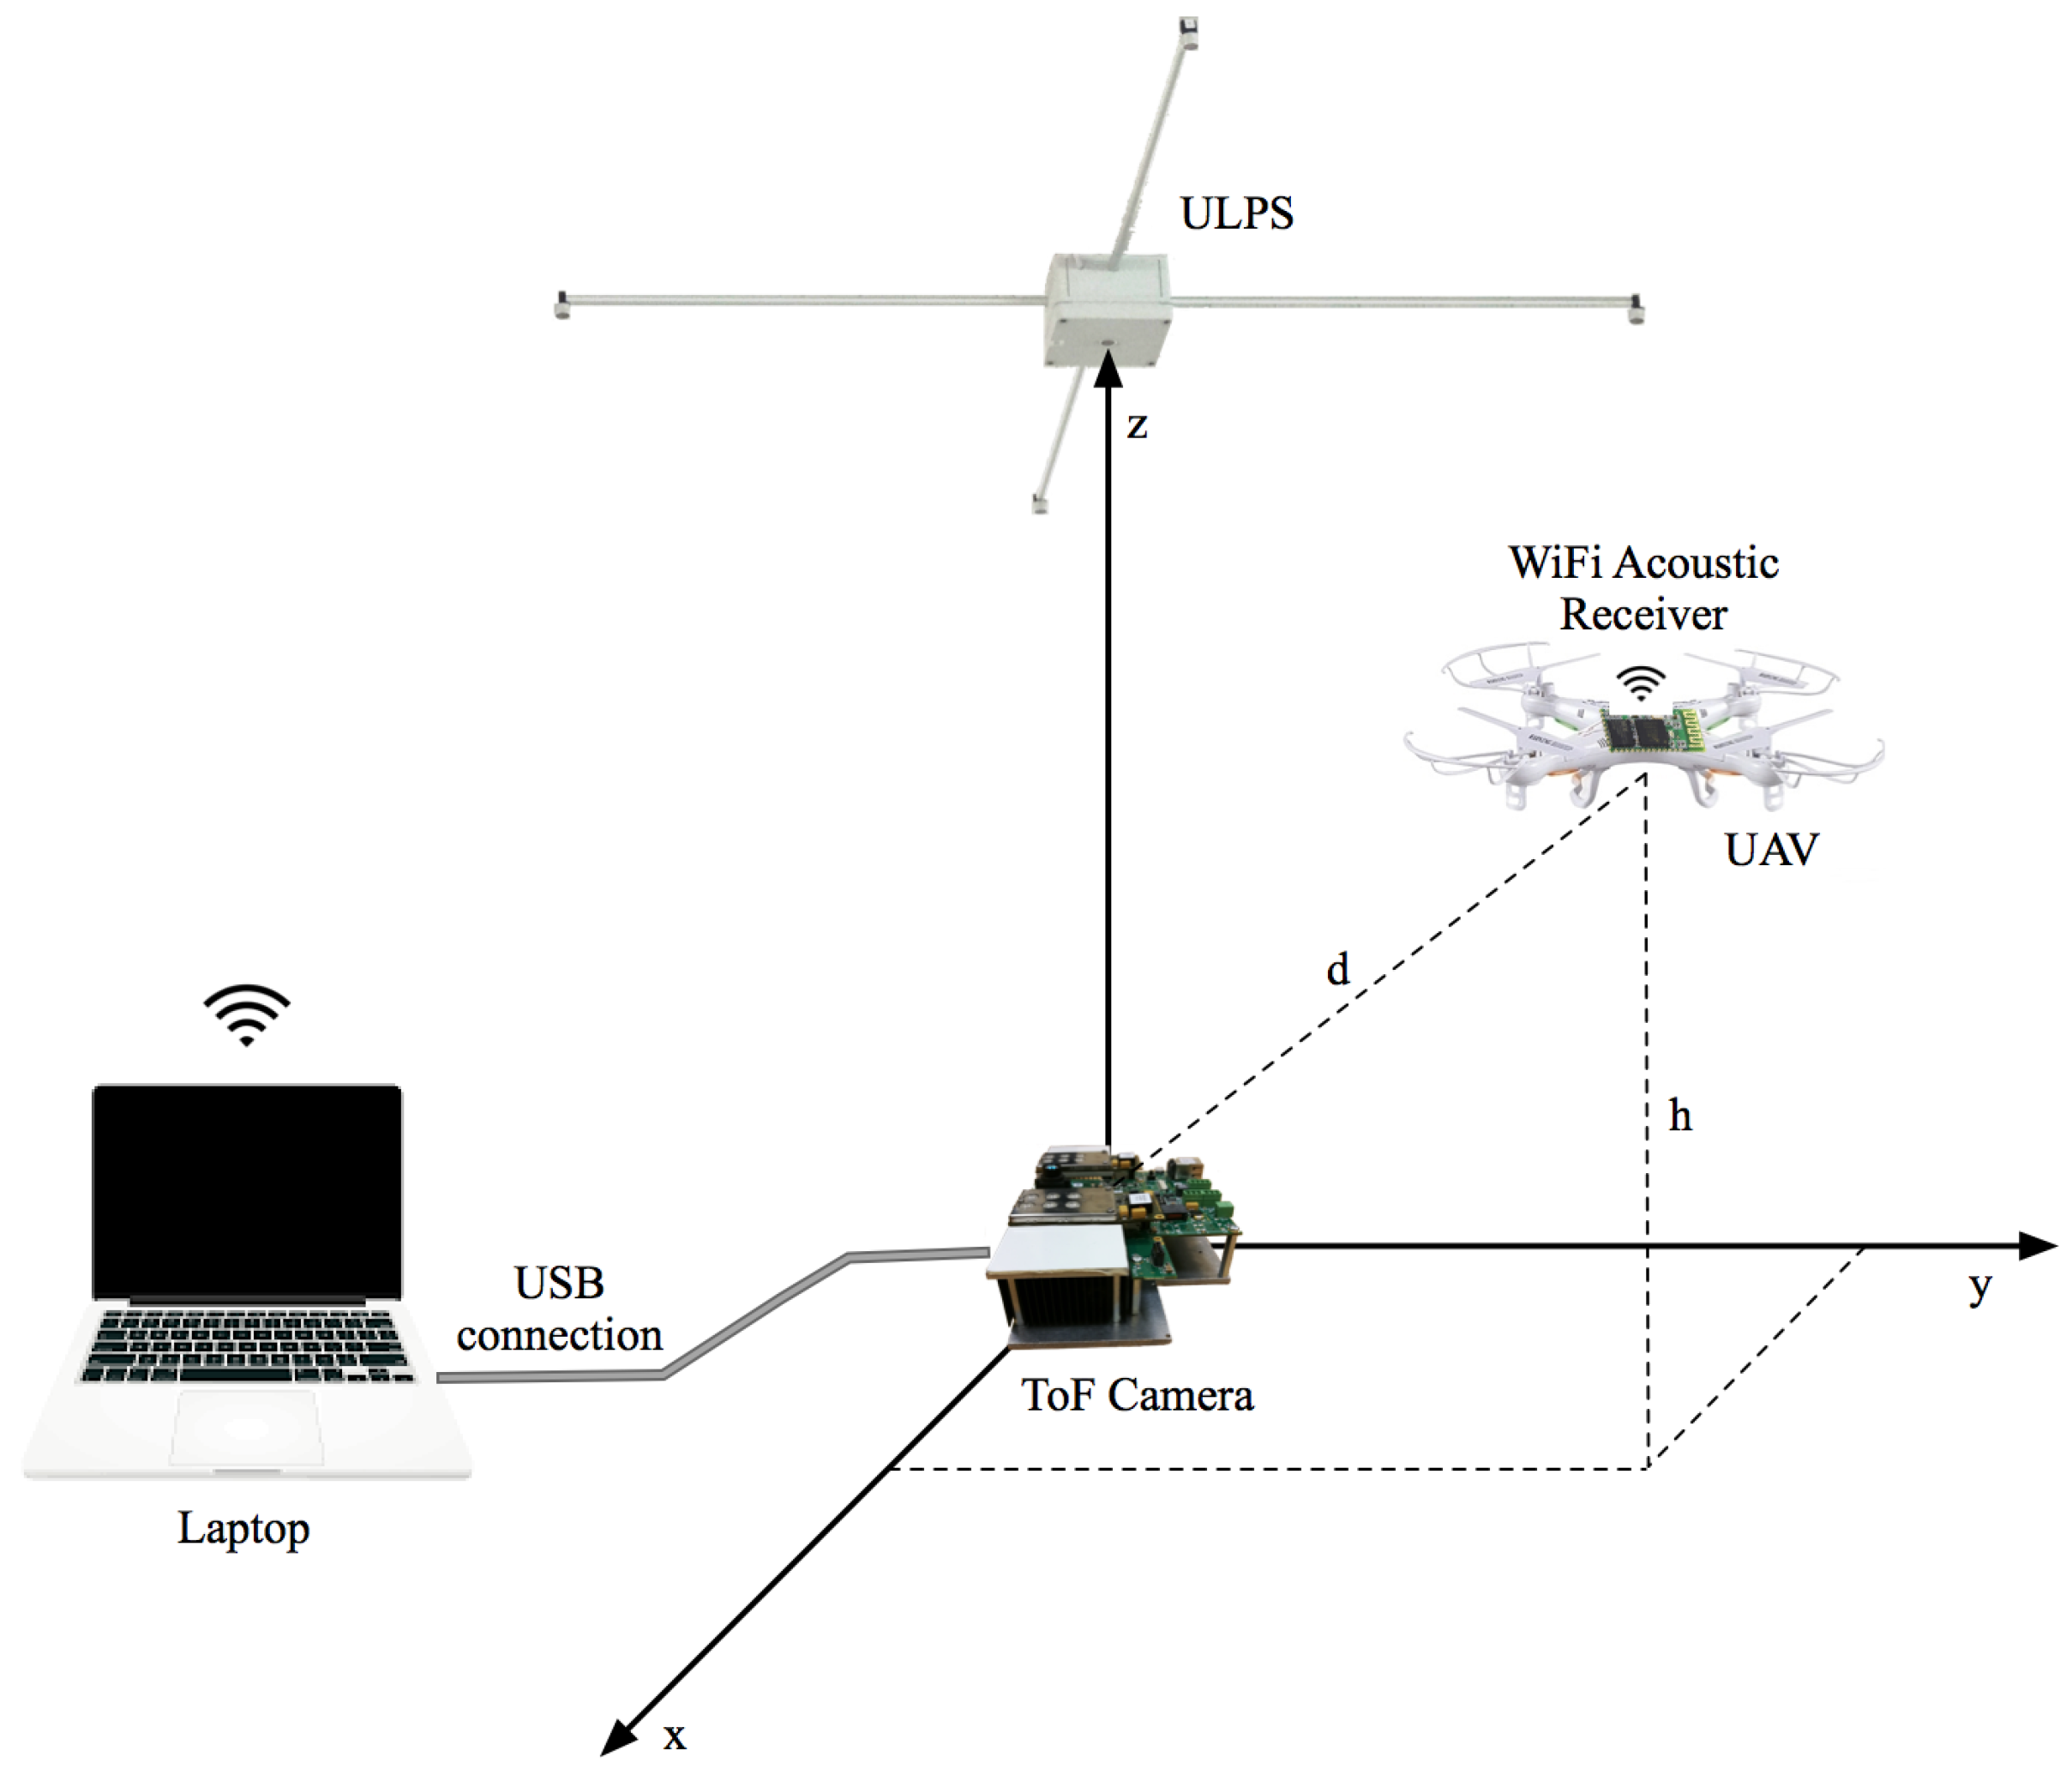 ULPS
z
WiFi Acoustic
Receiver
UAV
d
h
USB
connection
y
ToF Camera
Laptop
x